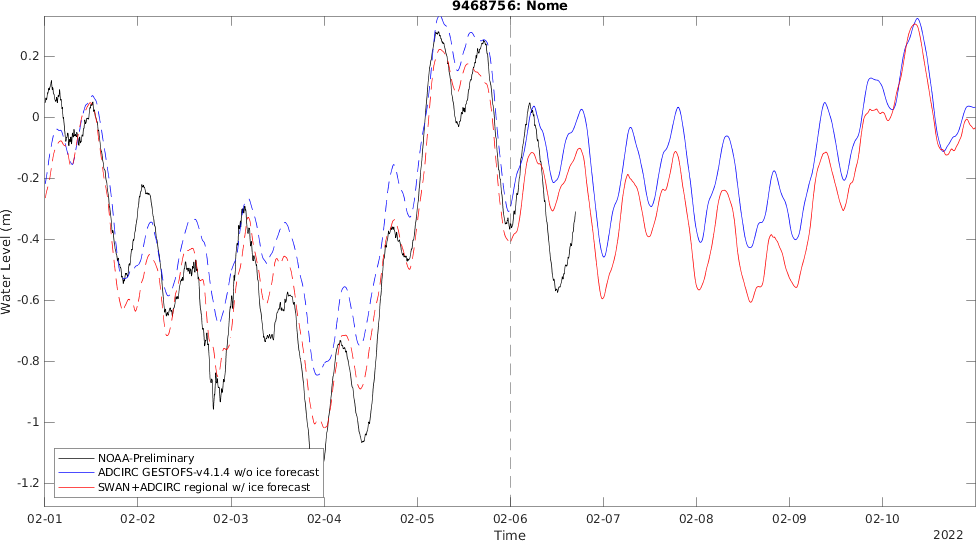 9468756: Nome
0.2
0
-0.2
-0.4
-0.6
-0.8
-1
-1.2
Water Level (m)
NOAA-Preliminary
ADCIRC GESTOFS-v4.1.4 w/o ice forecast
SWAN+ADCIRC regional w/ ice forecast
02-01 02-02 02-03 02-04 02-05 02-06 02-07 02-08 02-09 02-10
Time
2022